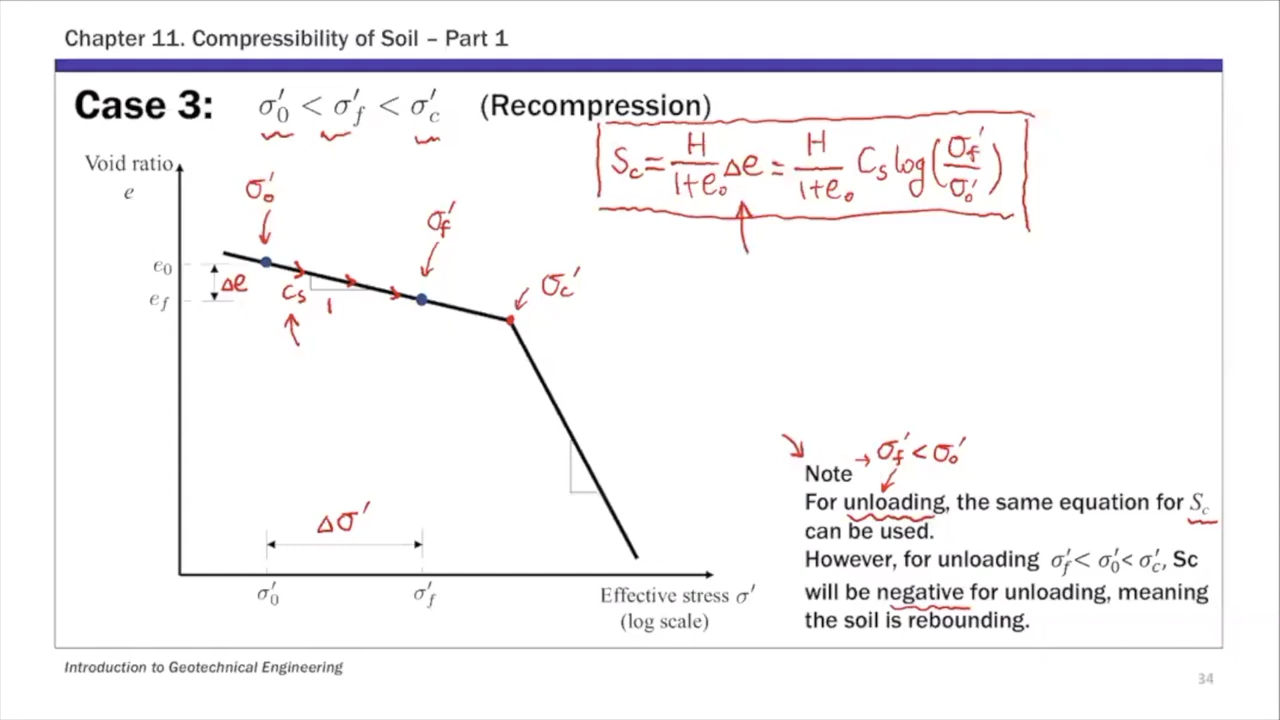 Chapter 11. Compressibility of Soil – Part 1
Case 3: σ′0 < σ′f < σ′c (Recompression)
Sc = H/(1+e₀) Δe = H/(1+e₀) Cs log(σf′/σ₀′)
Void ratio
e
σ₀′
σf′
σc′
e0
ef
Δe
Cs
1
Δσ′
σ′0
σ′f
Effective stress σ′
(log scale)
→ σf′ < σ₀′
Note
For unloading, the same equation for Sc
can be used.
However, for unloading σ′f < σ′0 < σ′c, Sc
will be negative for unloading, meaning
the soil is rebounding.
Introduction to Geotechnical Engineering
34